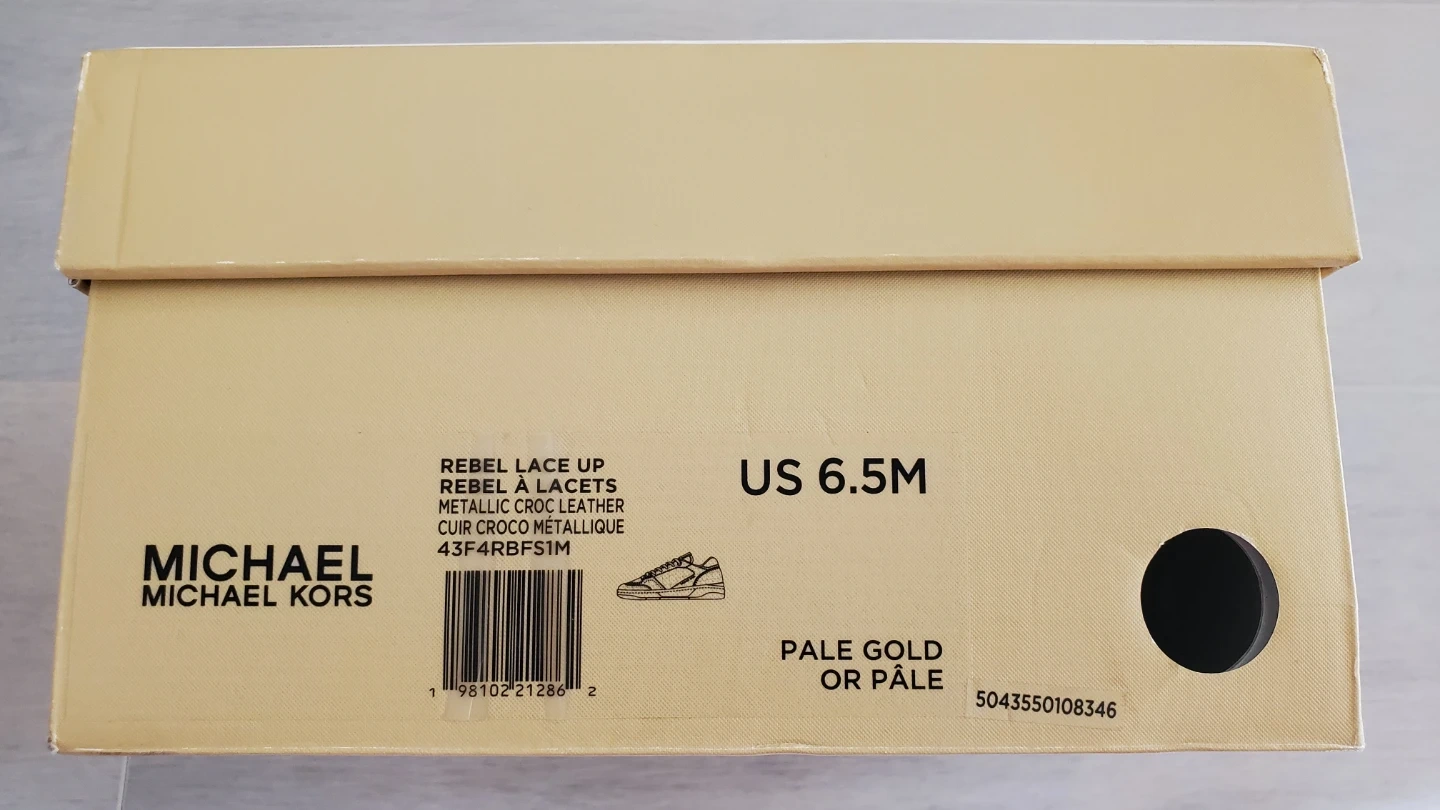 MICHAEL
MICHAEL KORS
REBEL LACE UP
REBEL À LACETS
METALLIC CROC LEATHER
CUIR CROCO MÉTALLIQUE
43F4RBFS1M
1 98102 21286 2
US 6.5M
PALE GOLD
OR PÂLE
5043550108346